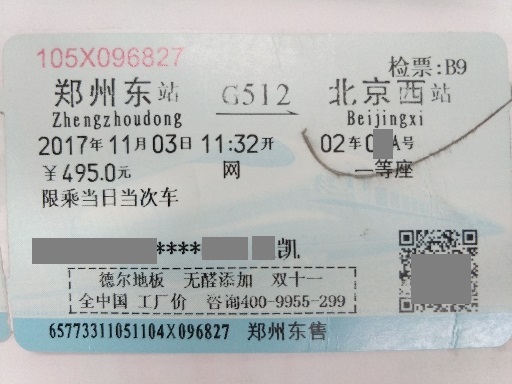 105X096827
检票:B9
郑州东站 G512 北京西站
Zhengzhoudong Beijingxi
2017年11月03日 11:32开 02车0 A号
￥495.0元 网 等座
限乘当日当次车
**** 凯
德尔地板 无醛添加 双十一
全中国 工厂价 咨询400-9955-299
65773311051104X096827 郑州东售